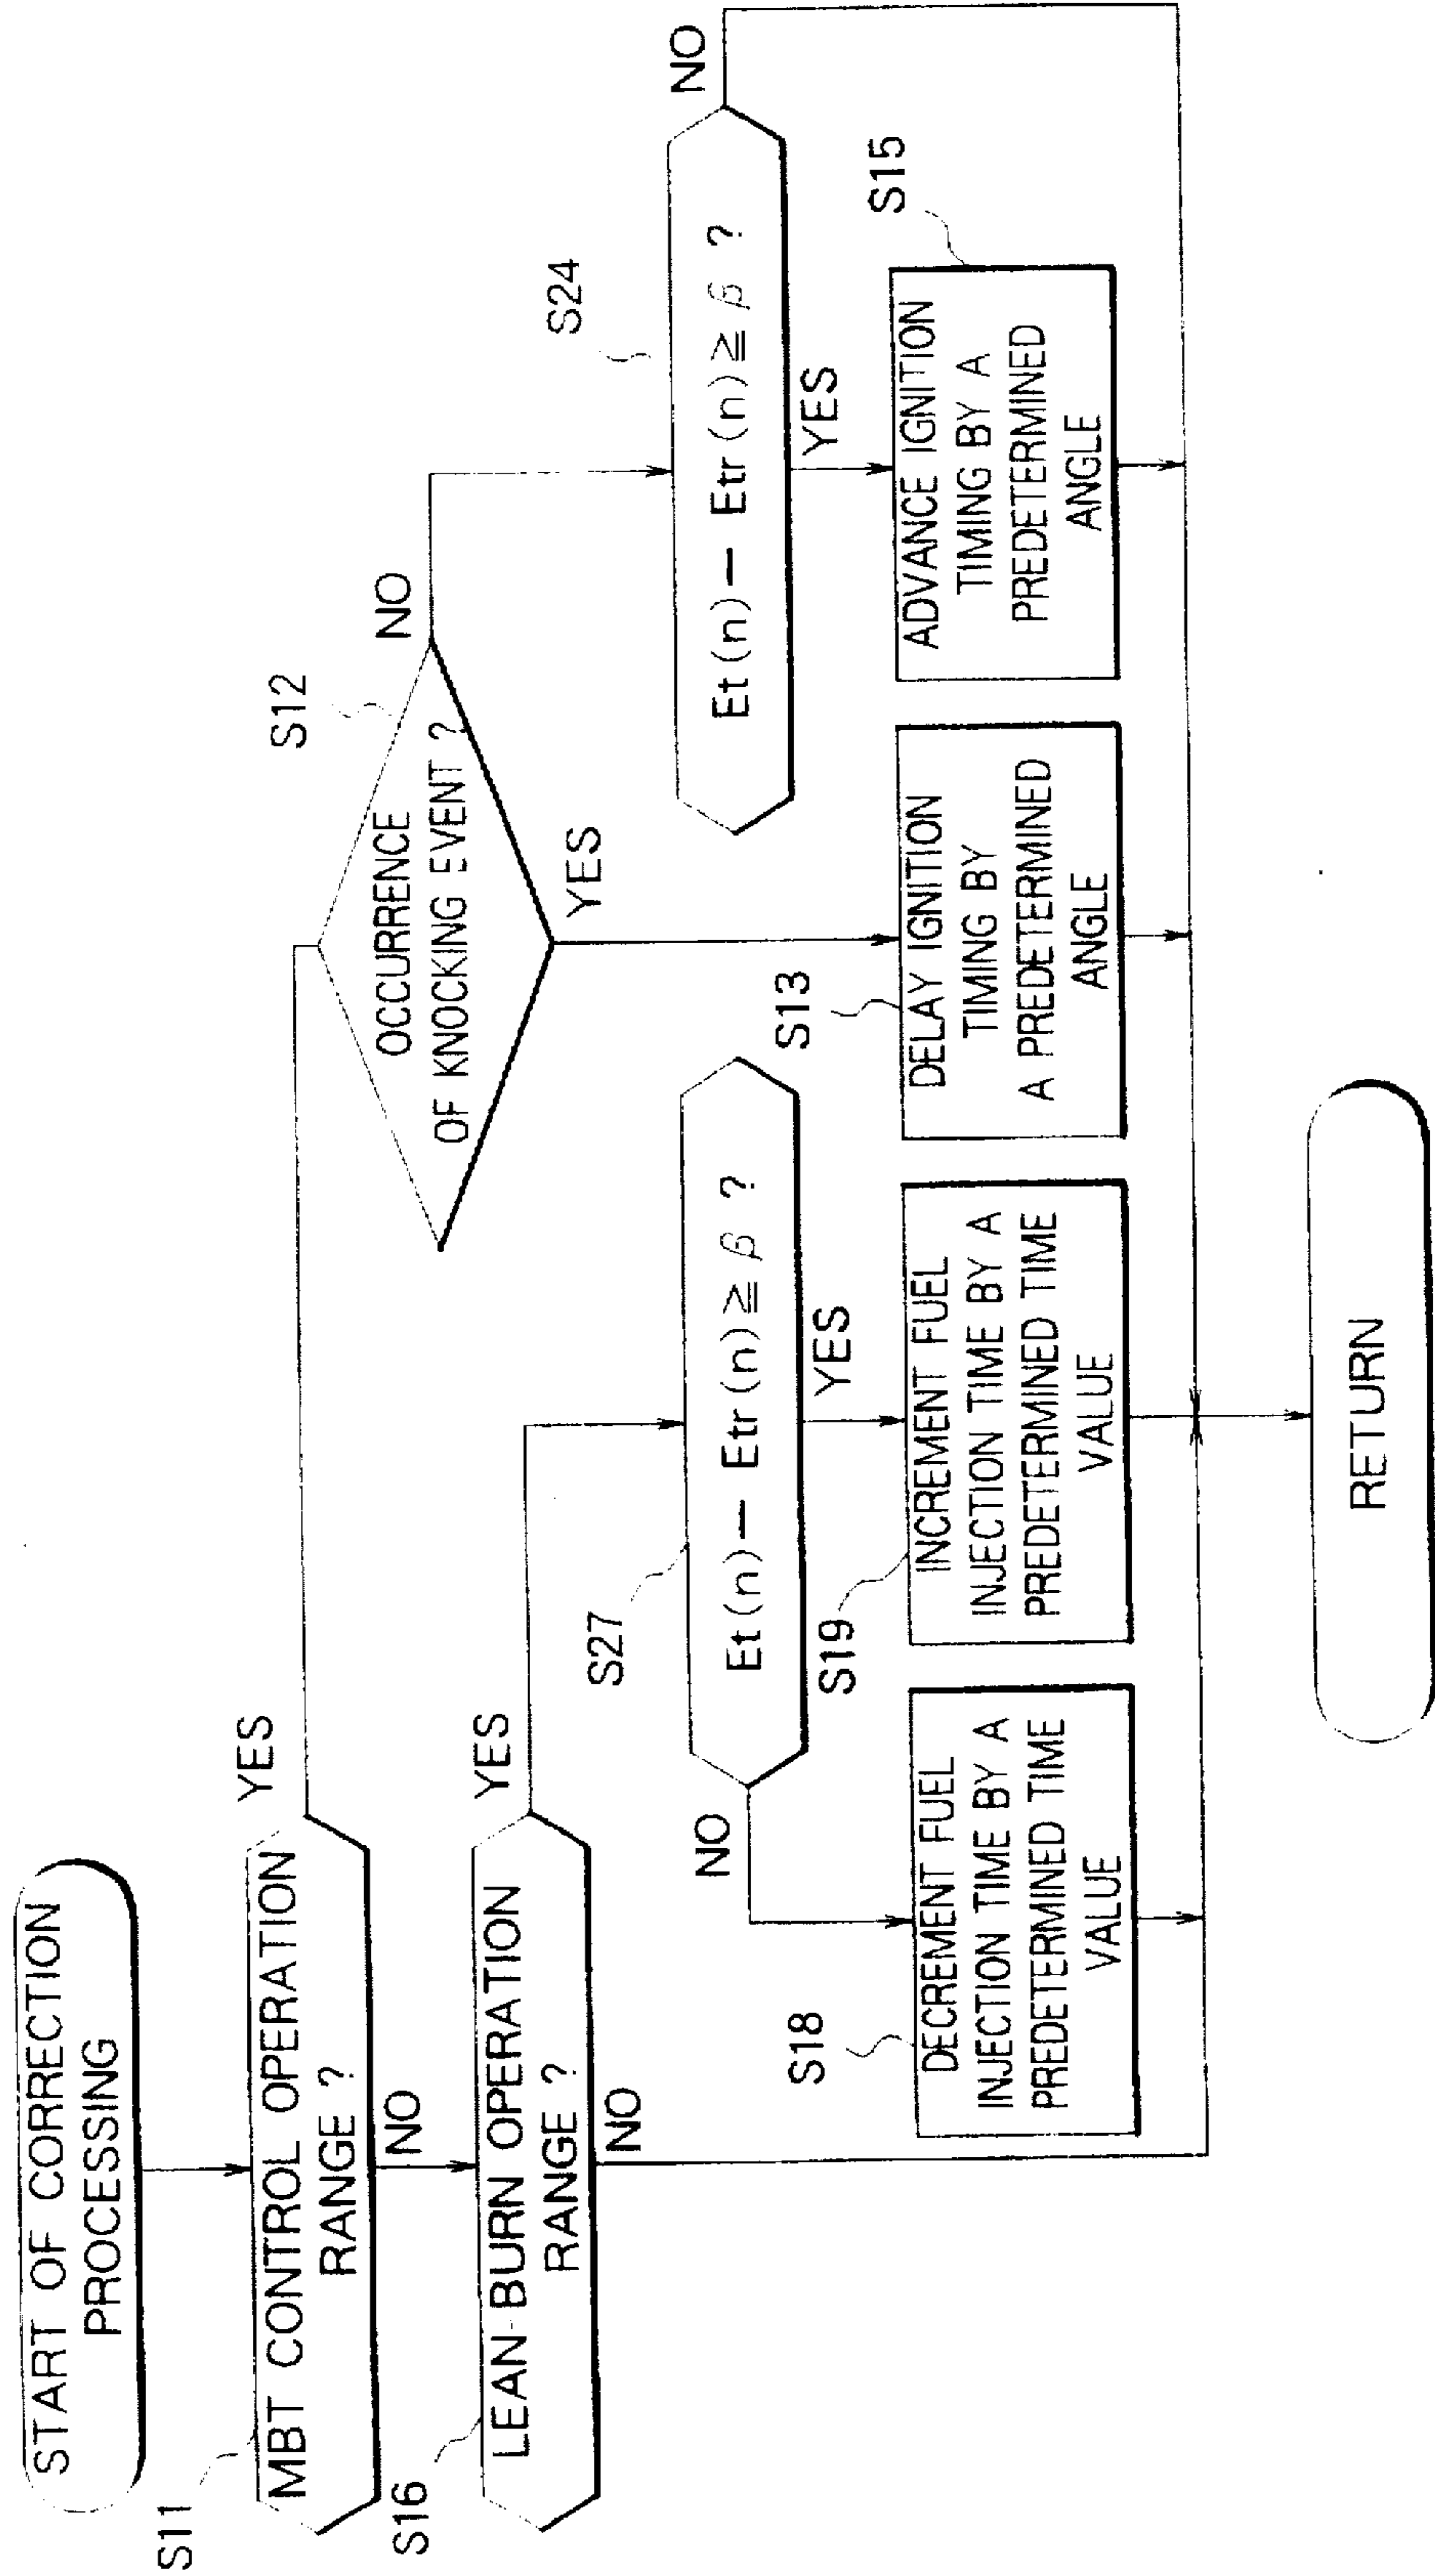 START OF CORRECTION
PROCESSING
S11
MBT CONTROL OPERATION
RANGE ?
YES
NO
S16
LEAN-BURN OPERATION
RANGE ?
YES
NO
S12
OCCURRENCE
OF KNOCKING EVENT ?
NO
YES
S27
Et(n)－Etr(n)≧β ?
NO
YES
S24
Et(n)－Etr(n)≧β ?
NO
YES
S18
DECREMENT FUEL
INJECTION TIME BY A
PREDETERMINED TIME
VALUE
S19
INCREMENT FUEL
INJECTION TIME BY A
PREDETERMINED TIME
VALUE
S13
DELAY IGNITION
TIMING BY
A PREDETERMINED
ANGLE
S15
ADVANCE IGNITION
TIMING BY A
PREDETERMINED
ANGLE
RETURN